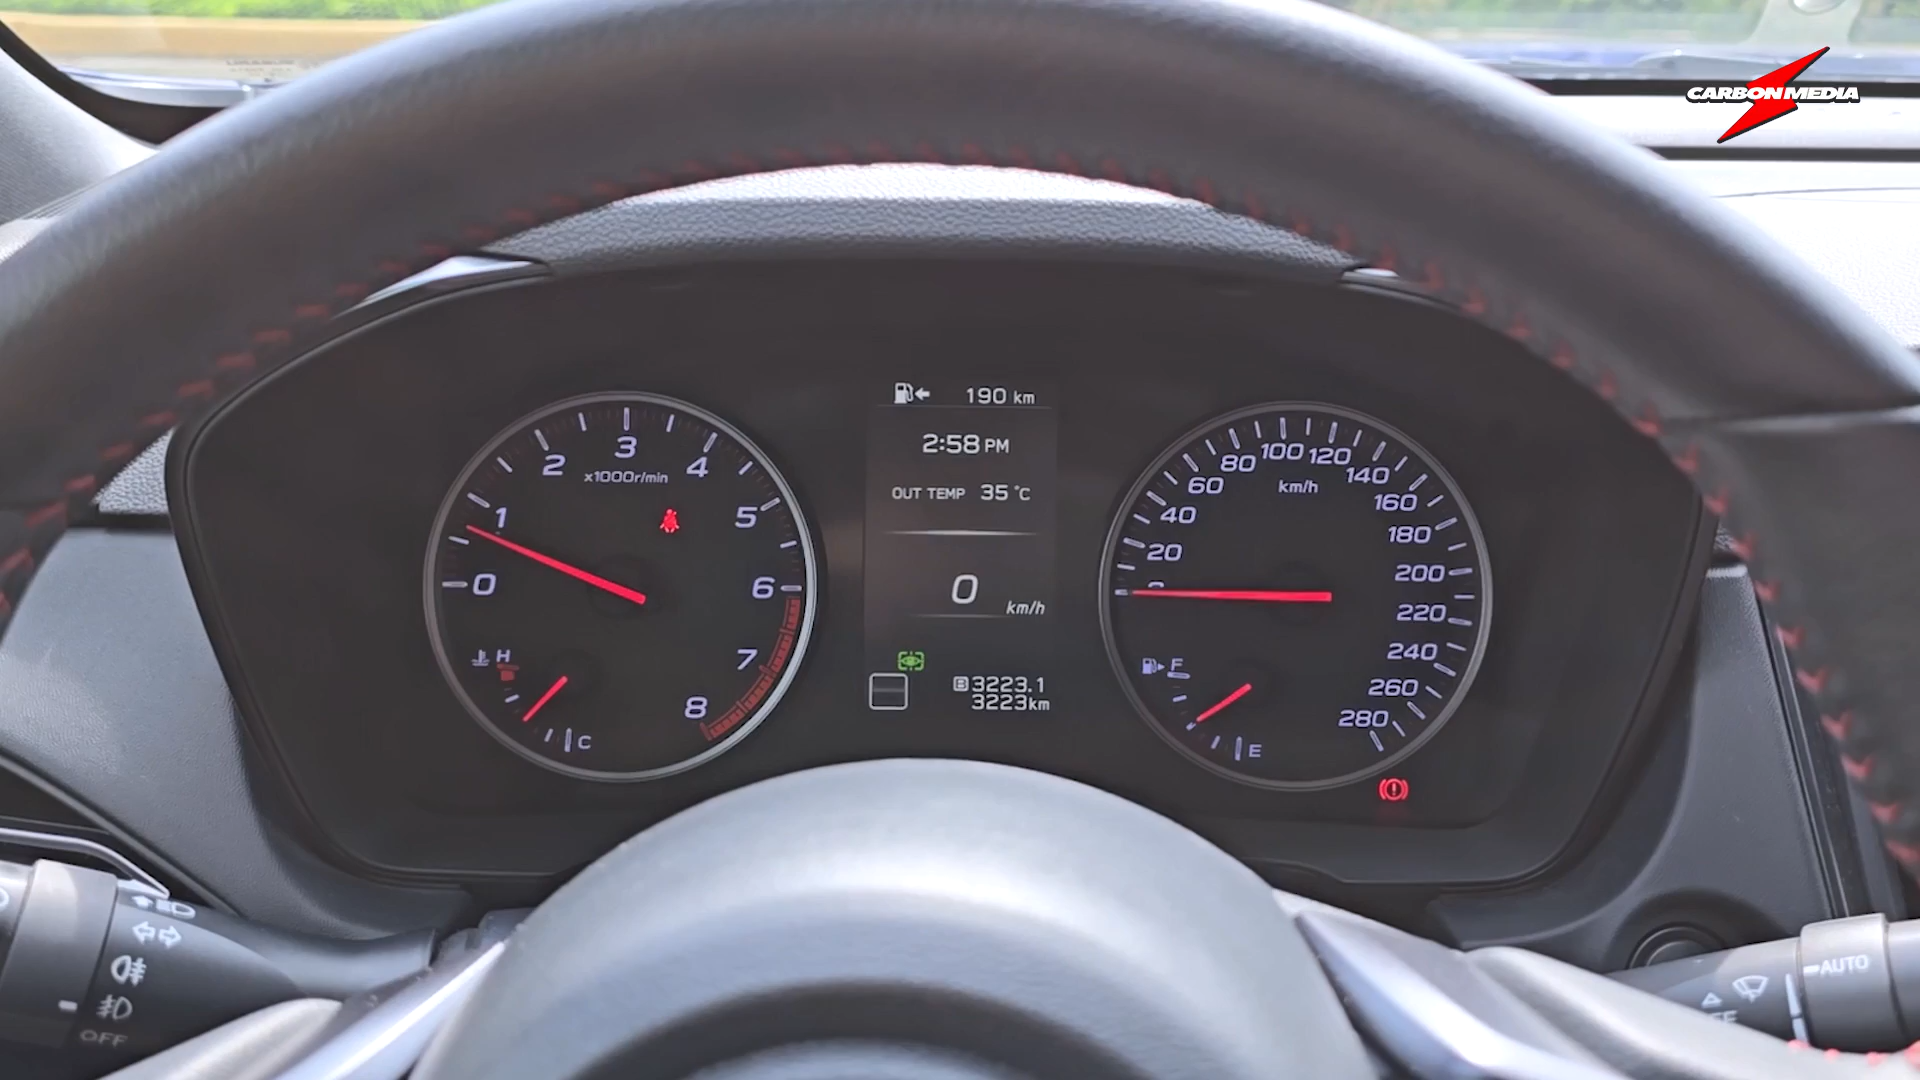 CARBON MEDIA
190 km
2:58 PM
OUT TEMP 35 °C
0
km/h
B 3223.1
3223km
0
1
2
3
4
5
6
7
8
x1000r/min
H
C
20
40
60
80
100
120
140
160
180
200
220
240
260
280
km/h
F
E
OFF
AUTO